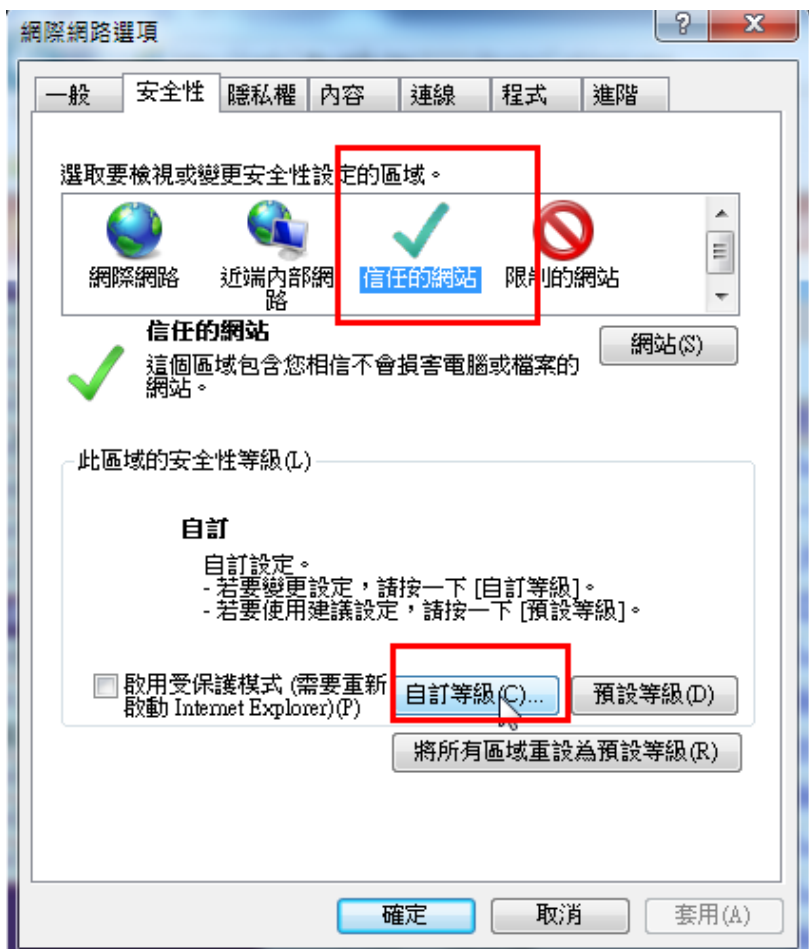 網際網路選項
一般 安全性 隱私權 內容 連線 程式 進階
選取要檢視或變更安全性設定的區域。
網際網路 近端內部網路 信任的網站 限制的網站
信任的網站
網站(S)
這個區域包含您相信不會損害電腦或檔案的
網站。
此區域的安全性等級(L)
自訂
自訂設定。
- 若要變更設定，請按一下 [自訂等級]。
- 若要使用建議設定，請按一下 [預設等級]。
啟用受保護模式 (需要重新
啟動 Internet Explorer)(P)
自訂等級(C)...
預設等級(D)
將所有區域重設為預設等級(R)
確定 取消 套用(A)